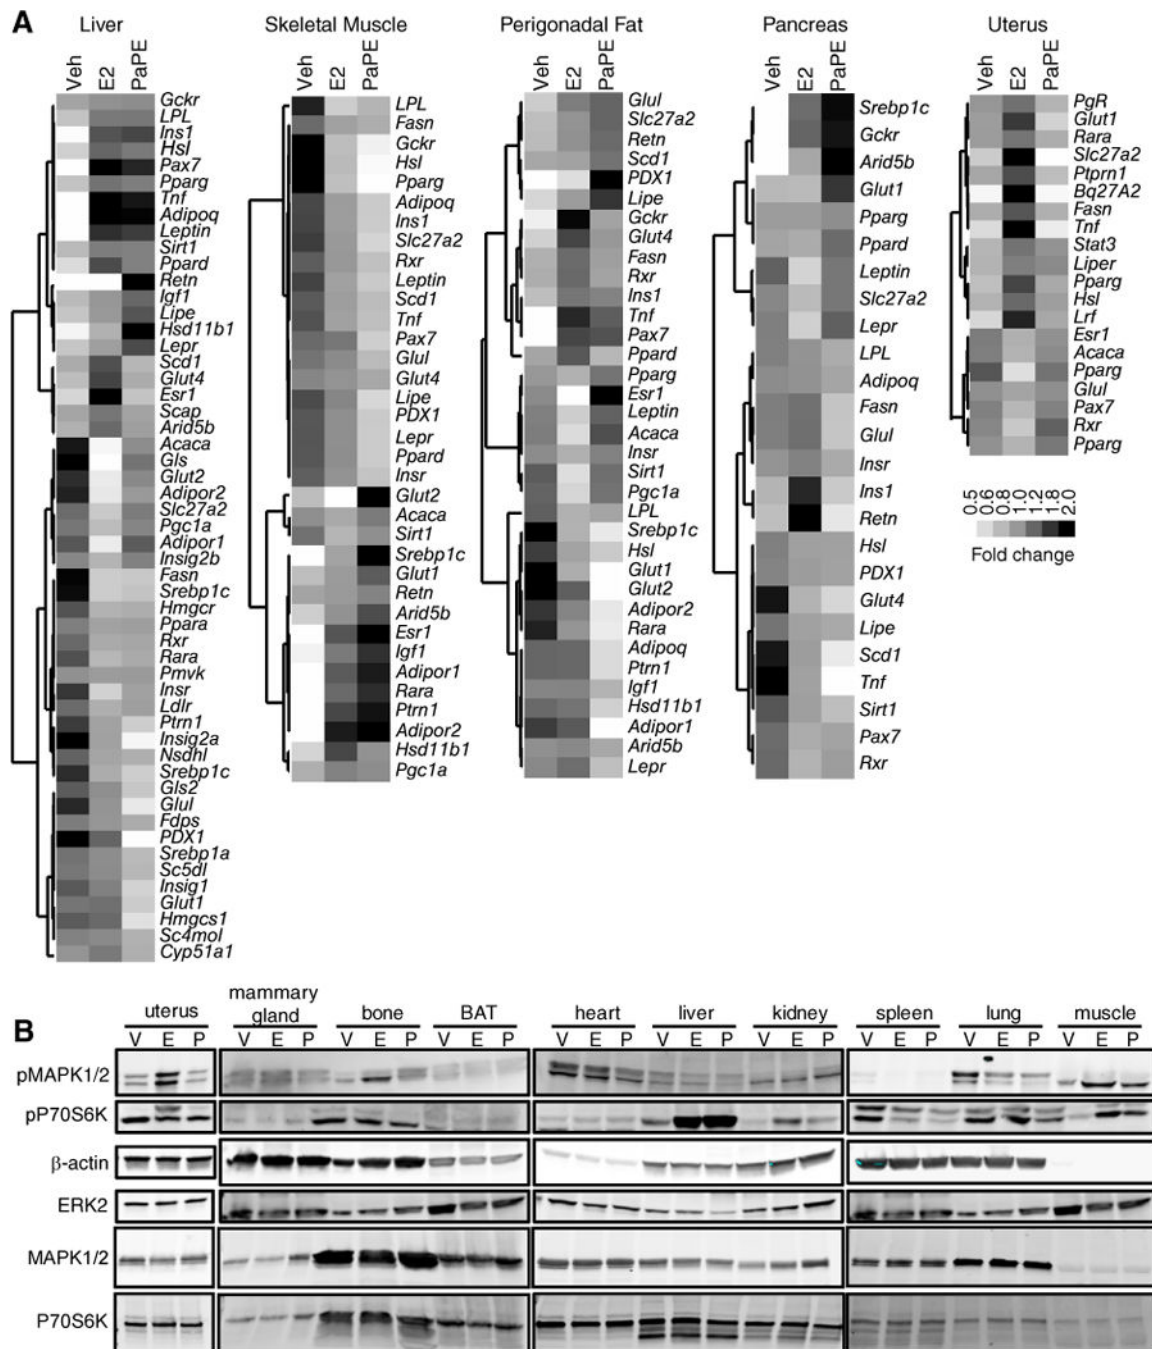 A
Liver
Veh
E2
PaPE
Gckr
LPL
Ins1
Hsl
Pax7
Pparg
Tnf
Adipoq
Leptin
Sirt1
Ppard
Retn
Igf1
Lipe
Hsd11b1
Lepr
Scd1
Glut4
Esr1
Scap
Arid5b
Acaca
Gls
Glut2
Adipor2
Slc27a2
Pgc1a
Adipor1
Insig2b
Fasn
Srebp1c
Hmgcr
Ppara
Rxr
Rara
Pmvk
Insr
Ldlr
Ptrn1
Insig2a
Nsdhl
Srebp1c
Gls2
Glul
Fdps
PDX1
Srebp1a
Sc5dl
Insig1
Glut1
Hmgcs1
Sc4mol
Cyp51a1
Skeletal Muscle
Veh
E2
PaPE
LPL
Fasn
Gckr
Hsl
Pparg
Adipoq
Ins1
Slc27a2
Rxr
Leptin
Scd1
Tnf
Pax7
Glul
Glut4
Lipe
PDX1
Lepr
Ppard
Insr
Glut2
Acaca
Sirt1
Srebp1c
Glut1
Retn
Arid5b
Esr1
Igf1
Adipor1
Rara
Ptrn1
Adipor2
Hsd11b1
Pgc1a
Perigonadal Fat
Veh
E2
PaPE
Glul
Slc27a2
Retn
Scd1
PDX1
Lipe
Gckr
Glut4
Fasn
Rxr
Ins1
Tnf
Pax7
Ppard
Pparg
Esr1
Leptin
Acaca
Insr
Sirt1
Pgc1a
LPL
Srebp1c
Hsl
Glut1
Glut2
Adipor2
Rara
Adipoq
Ptrn1
Igf1
Hsd11b1
Adipor1
Arid5b
Lepr
Pancreas
Veh
E2
PaPE
Srebp1c
Gckr
Arid5b
Glut1
Pparg
Ppard
Leptin
Slc27a2
Lepr
LPL
Adipoq
Fasn
Glul
Insr
Ins1
Retn
Hsl
PDX1
Glut4
Lipe
Scd1
Tnf
Sirt1
Pax7
Rxr
Uterus
Veh
E2
PaPE
PgR
Glut1
Rara
Slc27a2
Ptprn1
Bq27A2
Fasn
Tnf
Stat3
Liper
Pparg
Hsl
Lrf
Esr1
Acaca
Pparg
Glul
Pax7
Rxr
Pparg
0.5
0.6
0.8
1.0
1.2
1.8
2.0
Fold change
B
uterus
mammary
gland
bone
BAT
heart
liver
kidney
spleen
lung
muscle
V E P V E P V E P V E P V E P V E P V E P V E P V E P V E P
pMAPK1/2
pP70S6K
β-actin
ERK2
MAPK1/2
P70S6K